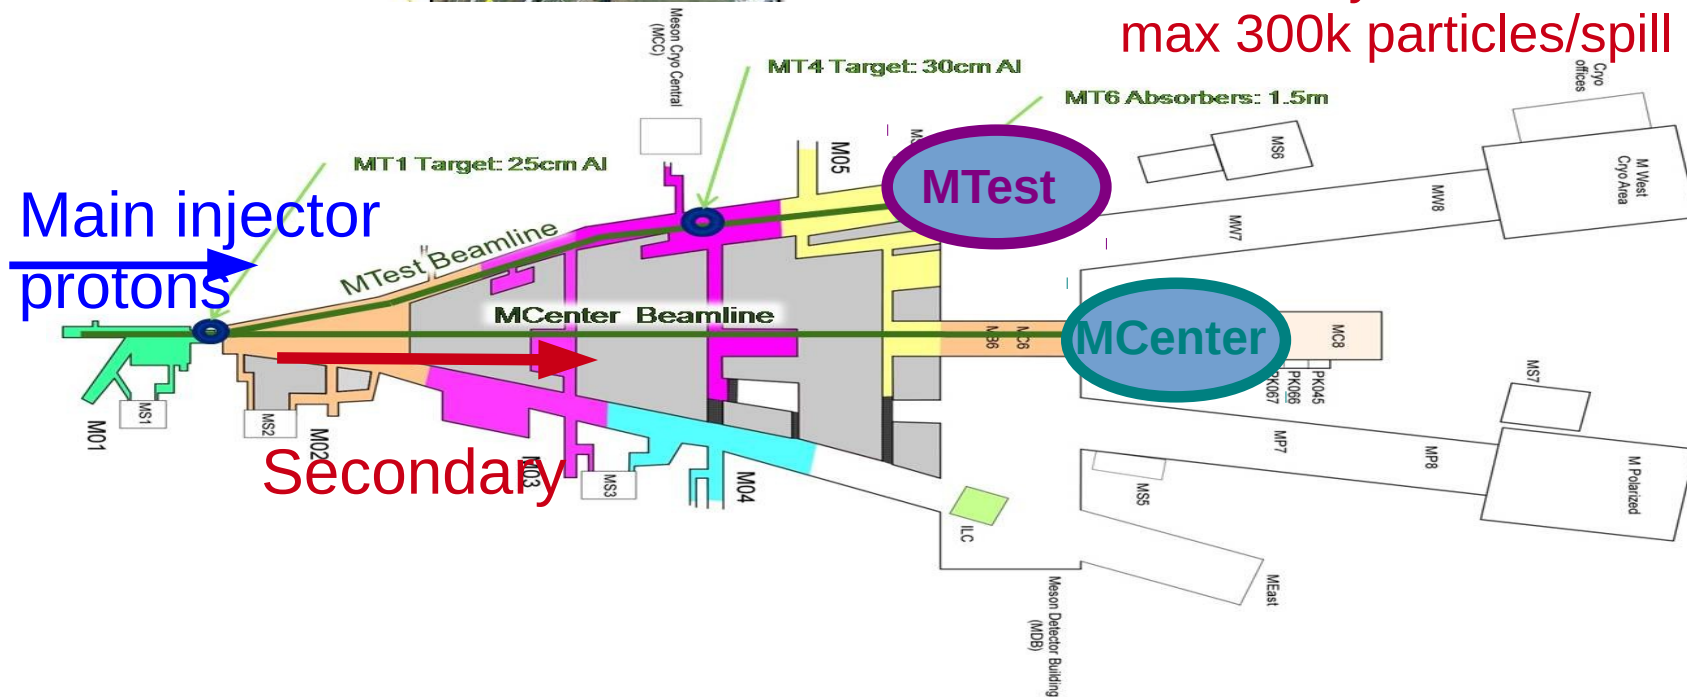 max 300k particles/spill
Meson Cryo Central
(MCC)
MT4 Target: 30cm Al
Cryo
offices
MT6 Absorbers: 1.5m
MT1 Target: 25cm Al
M05
MS6
M West
Cryo Area
MTest
Main injector
protons
MW8
MW7
MTest Beamline
MCenter Beamline
MC6
MCenter
MC8
PK067
PK066
PK045
MS7
MS1
MS2
M01
M02
Secondary
M03
MS3
M04
MP7
MP8
M Polarized
MS5
ILC
MEast
Meson Detector Building
(MDB)